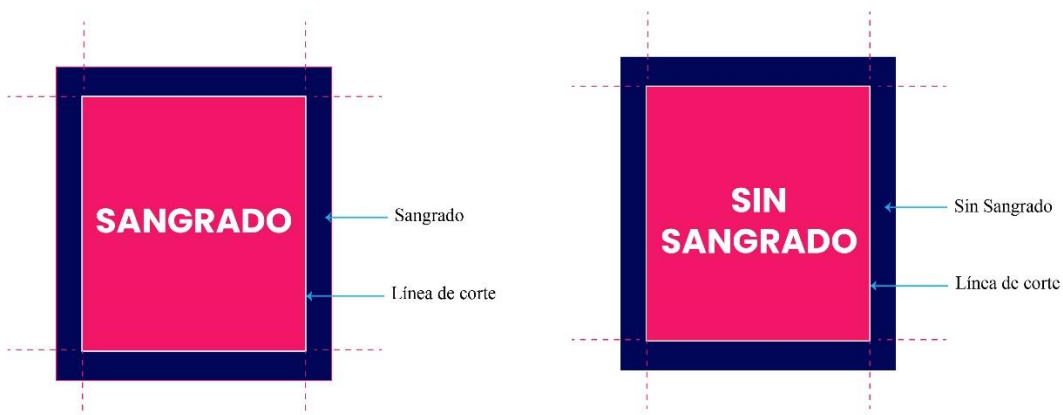 SANGRADO
Sangrado
Línea de corte
SIN
SANGRADO
Sin Sangrado
Línea de corte